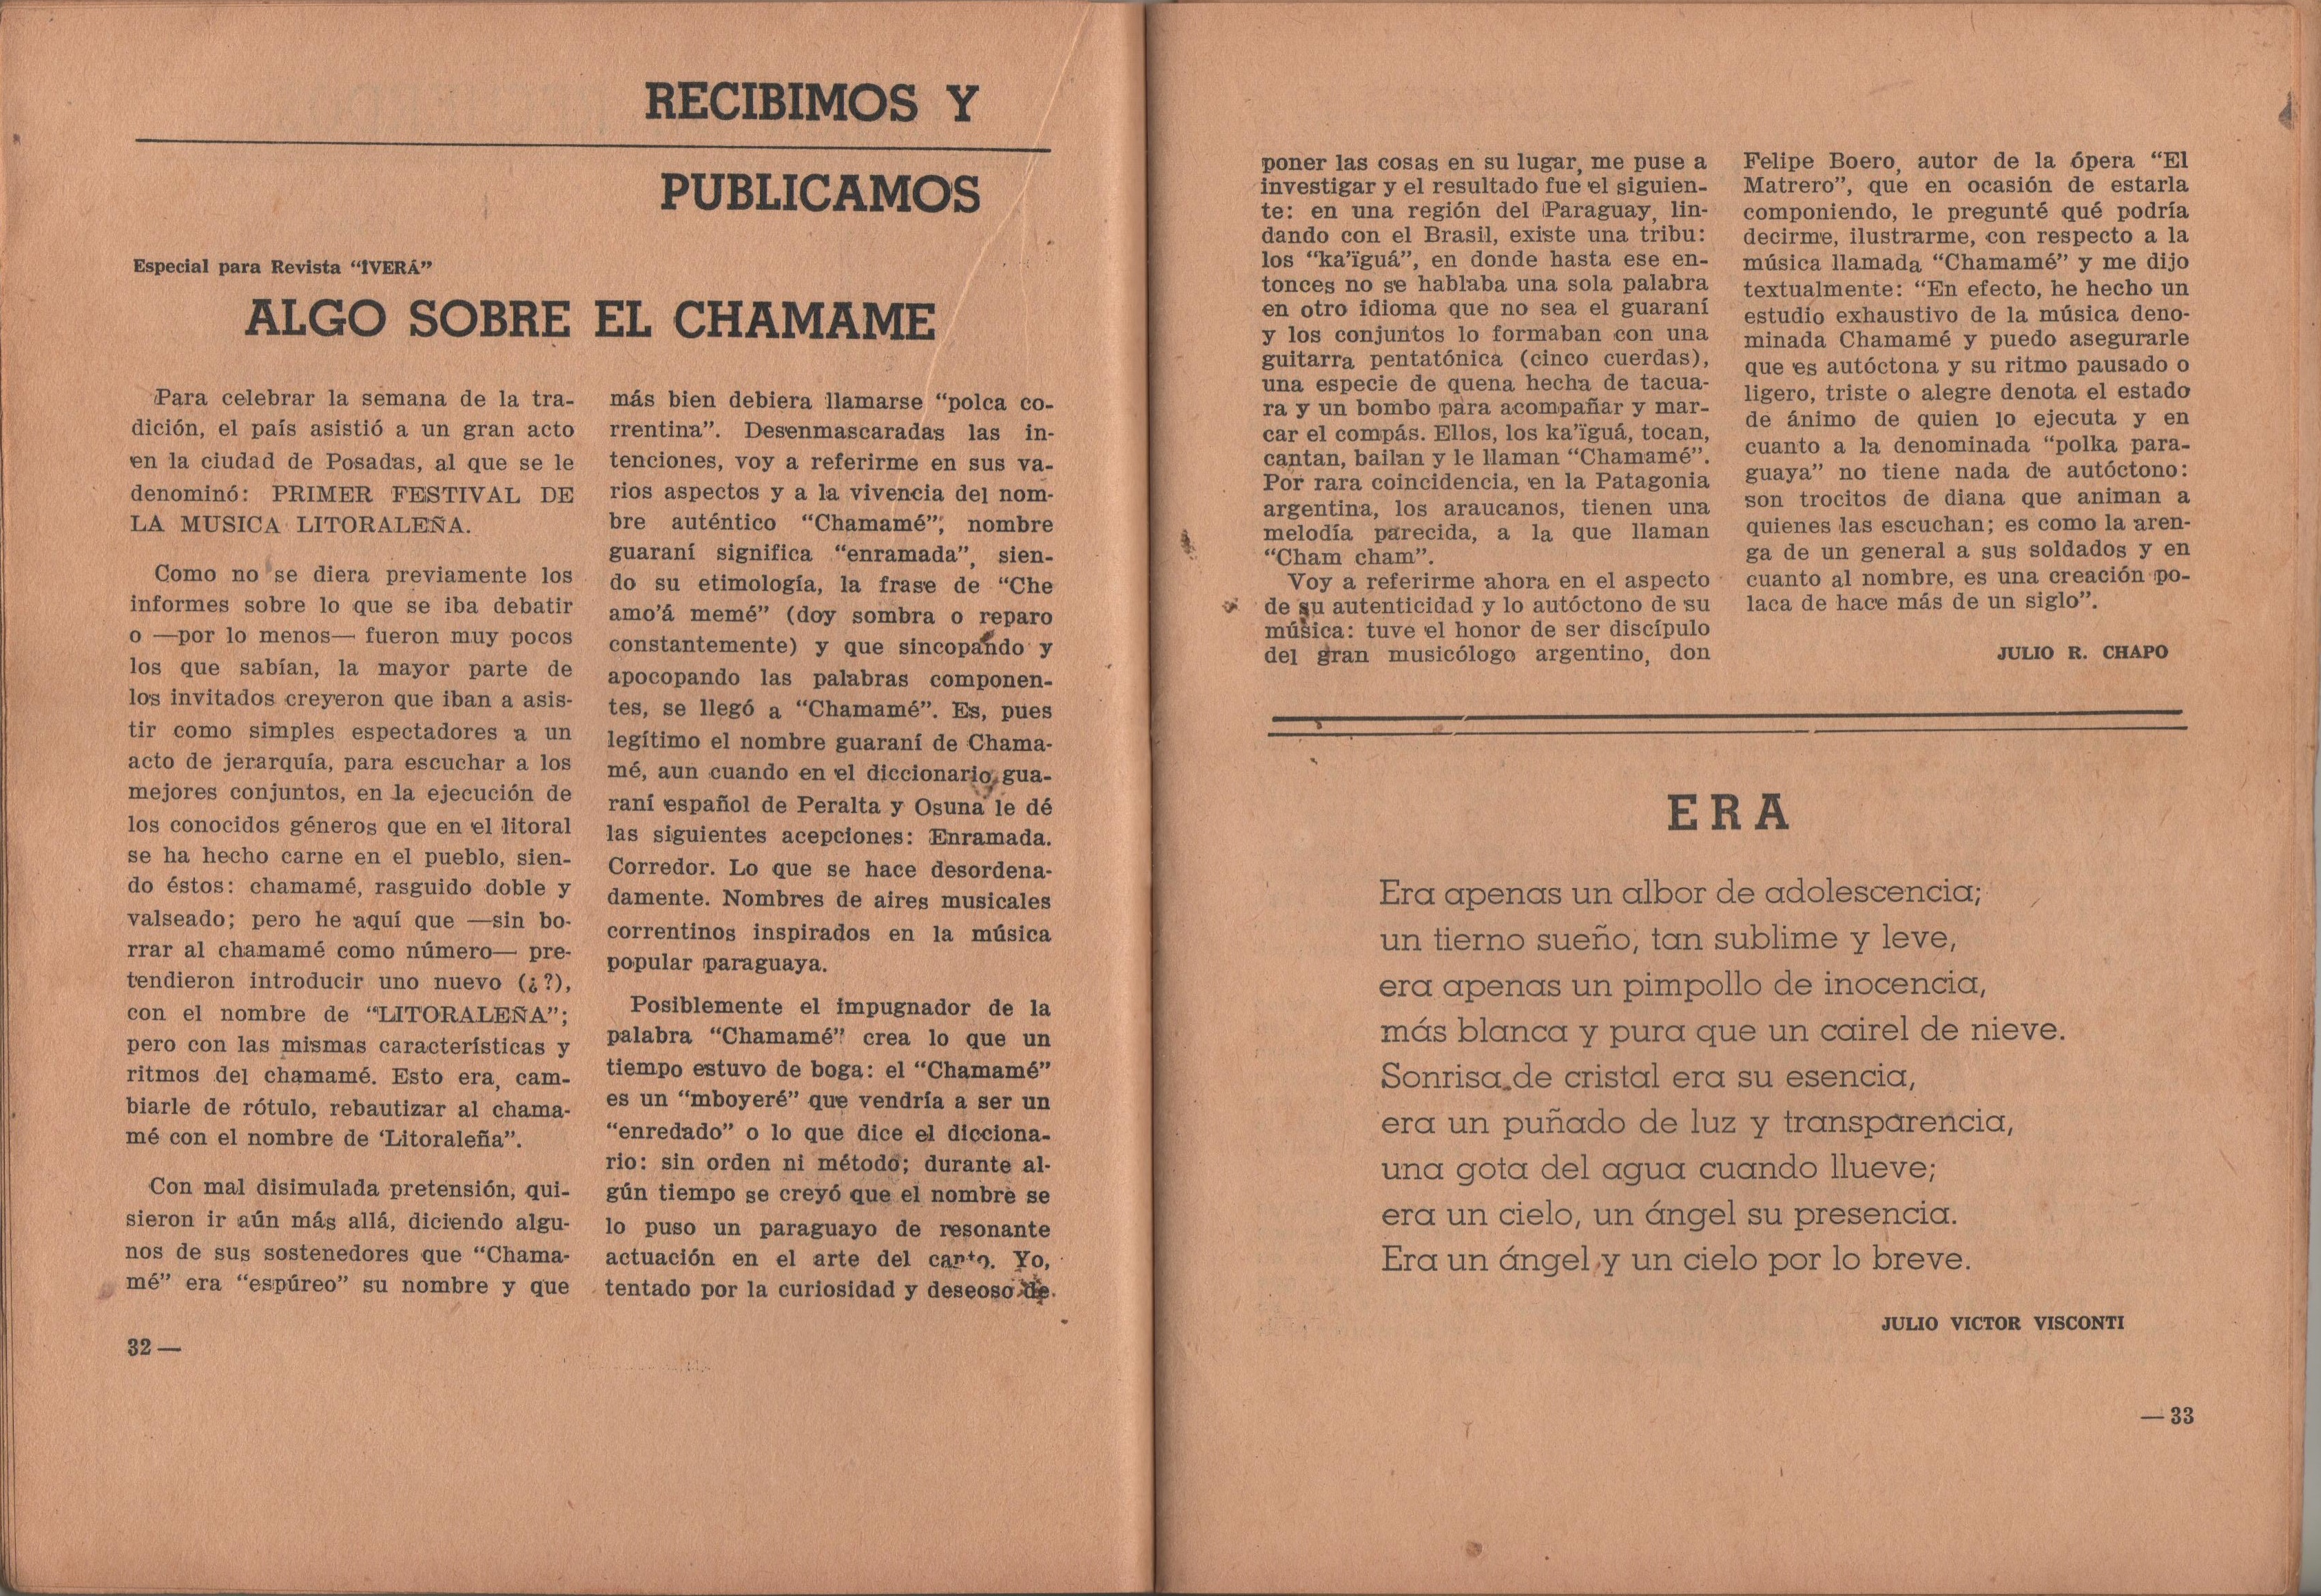 RECIBIMOS Y
PUBLICAMOS
Especial para Revista “IVERÁ”
ALGO SOBRE EL CHAMAME
Para celebrar la semana de la tra-
dición, el país asistió a un gran acto
en la ciudad de Posadas, al que se le
denominó: PRIMER FESTIVAL DE
LA MUSICA LITORALEÑA.
Como no se diera previamente los
informes sobre lo que se iba debatir
o —por lo menos— fueron muy pocos
los que sabían, la mayor parte de
los invitados creyeron que iban a asis-
tir como simples espectadores a un
acto de jerarquía, para escuchar a los
mejores conjuntos, en la ejecución de
los conocidos géneros que en el litoral
se ha hecho carne en el pueblo, sien-
do éstos: chamamé, rasguido doble y
valseado; pero he aquí que —sin bo-
rrar al chamamé como número— pre-
tendieron introducir uno nuevo (¿?),
con el nombre de “LITORALEÑA”;
pero con las mismas características y
ritmos del chamamé. Esto era, cam-
biarle de rótulo, rebautizar al chama-
mé con el nombre de ‘Litoraleña”.
Con mal disimulada pretensión, qui-
sieron ir aún más allá, diciendo algu-
nos de sus sostenedores que “Chama-
mé” era “espúreo” su nombre y que
más bien debiera llamarse “polca co-
rrentina”. Desenmascaradas las in-
tenciones, voy a referirme en sus va-
rios aspectos y a la vivencia del nom-
bre auténtico “Chamamé”, nombre
guaraní significa “enramada”, sien-
do su etimología, la frase de “Che
amo’á memé” (doy sombra o reparo
constantemente) y que sincopando y
apocopando las palabras componen-
tes, se llegó a “Chamamé”. Es, pues
legítimo el nombre guaraní de Chama-
mé, aun cuando en el diccionario gua-
raní español de Peralta y Osuna le dé
las siguientes acepciones: Enramada.
Corredor. Lo que se hace desordena-
damente. Nombres de aires musicales
correntinos inspirados en la música
popular paraguaya.
Posiblemente el impugnador de la
palabra “Chamamé” crea lo que un
tiempo estuvo de boga: el “Chamamé”
es un “mboyeré” que vendría a ser un
“enredado” o lo que dice el dicciona-
rio: sin orden ni método; durante al-
gún tiempo se creyó que el nombre se
lo puso un paraguayo de resonante
actuación en el arte del canto. Yo,
tentado por la curiosidad y deseoso de
32 —
poner las cosas en su lugar, me puse a
investigar y el resultado fue el siguien-
te: en una región del Paraguay, lin-
dando con el Brasil, existe una tribu:
los “ka’ïguá”, en donde hasta ese en-
tonces no se hablaba una sola palabra
en otro idioma que no sea el guaraní
y los conjuntos lo formaban con una
guitarra pentatónica (cinco cuerdas),
una especie de quena hecha de tacua-
ra y un bombo para acompañar y mar-
car el compás. Ellos, los ka’ïguá, tocan,
cantan, bailan y le llaman “Chamamé”.
Por rara coincidencia, en la Patagonia
argentina, los araucanos, tienen una
melodía parecida, a la que llaman
“Cham cham”.
Voy a referirme ahora en el aspecto
de su autenticidad y lo autóctono de su
música: tuve el honor de ser discípulo
del gran musicólogo argentino, don
Felipe Boero, autor de la ópera “El
Matrero”, que en ocasión de estarla
componiendo, le pregunté qué podría
decirme, ilustrarme, con respecto a la
música llamada “Chamamé” y me dijo
textualmente: “En efecto, he hecho un
estudio exhaustivo de la música deno-
minada Chamamé y puedo asegurarle
que es autóctona y su ritmo pausado o
ligero, triste o alegre denota el estado
de ánimo de quien lo ejecuta y en
cuanto a la denominada “polka para-
guaya” no tiene nada de autóctono:
son trocitos de diana que animan a
quienes las escuchan; es como la aren-
ga de un general a sus soldados y en
cuanto al nombre, es una creación po-
laca de hace más de un siglo”.
JULIO R. CHAPO
ERA
Era apenas un albor de adolescencia;
un tierno sueño, tan sublime y leve,
era apenas un pimpollo de inocencia,
más blanca y pura que un cairel de nieve.
Sonrisa de cristal era su esencia,
era un puñado de luz y transparencia,
una gota del agua cuando llueve;
era un cielo, un ángel su presencia.
Era un ángel y un cielo por lo breve.
JULIO VICTOR VISCONTI
— 33